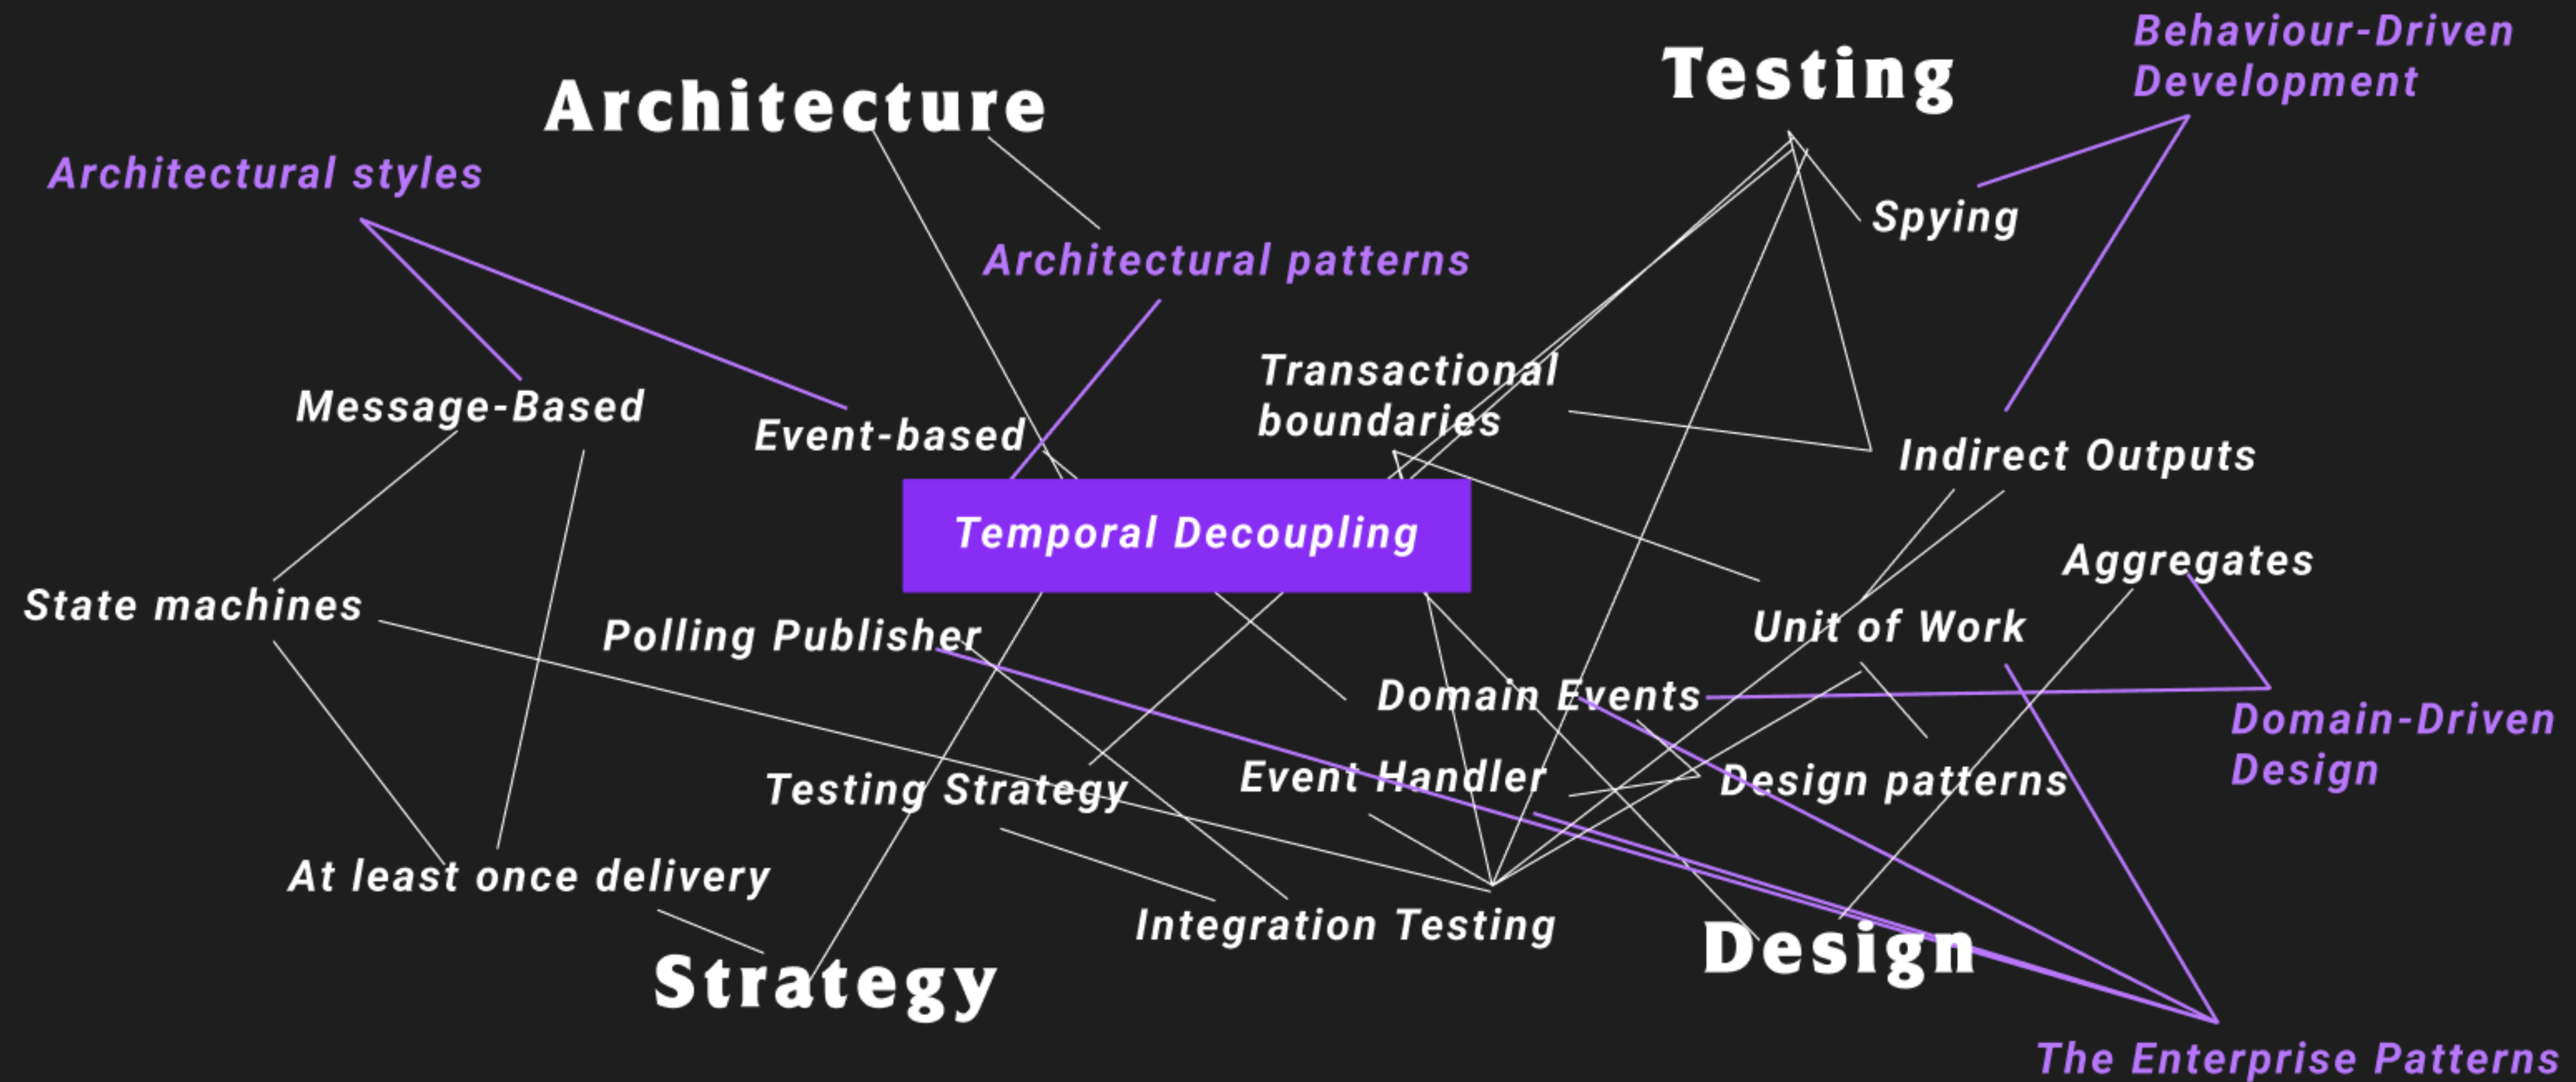 Behaviour-Driven
Development
Testing
Architecture
Architectural styles
Spying
Architectural patterns
Transactional
boundaries
Message-Based
Event-based
Indirect Outputs
Temporal Decoupling
Aggregates
State machines
Polling Publisher
Unit of Work
Domain Events
Domain-Driven
Design
Testing Strategy
Event Handler
Design patterns
At least once delivery
Integration Testing
Design
Strategy
The Enterprise Patterns